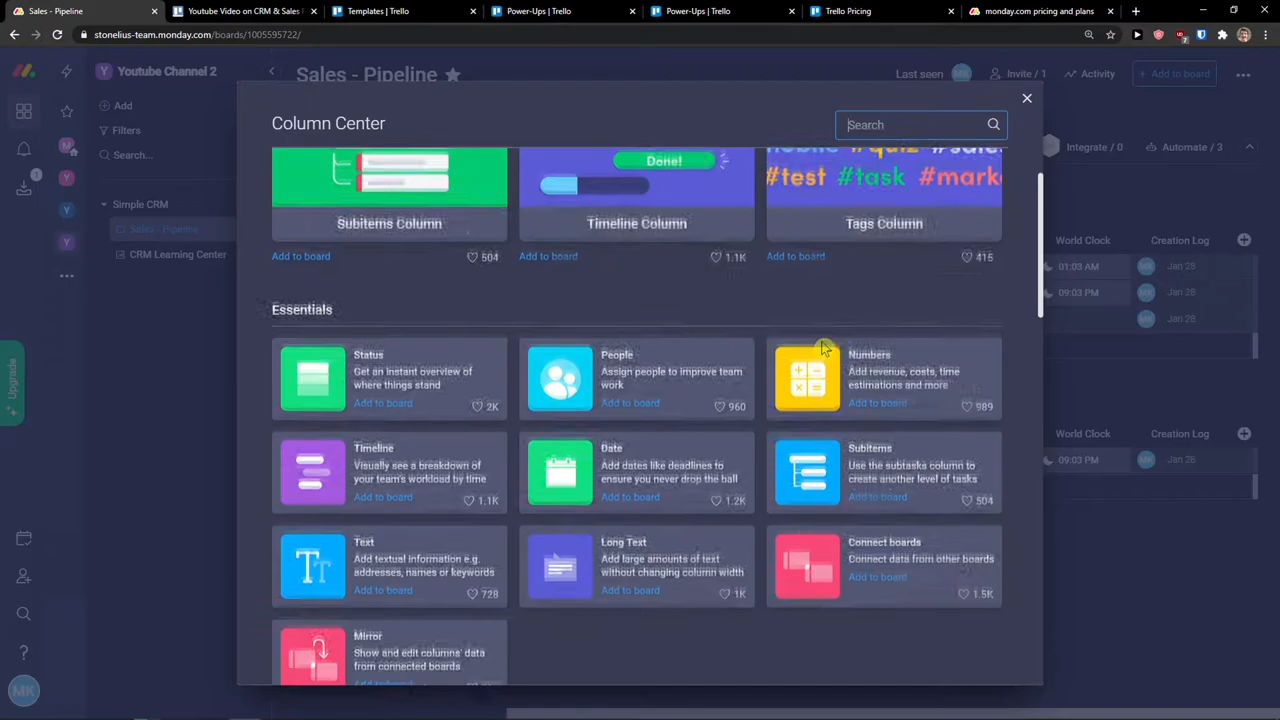 Sales - Pipeline
Youtube Video on CRM & Sales
Templates | Trello
Power-Ups | Trello
Power-Ups | Trello
Trello Pricing
monday.com pricing and plans
stonelius-team.monday.com/boards/1005595722/
Y
Youtube Channel 2
Sales - Pipeline
Last seen
MK
Invite / 1
Activity
+ Add to board
Add
Filters
Search...
Simple CRM
Sales - Pipeline
CRM Learning Center
M
Y
Y
Y
1
Upgrade
?
MK
Integrate / 0
Automate / 3
World Clock
Creation Log
01:03 AM
MK
Jan 28
09:03 PM
MK
Jan 28
MK
Jan 28
World Clock
Creation Log
09:03 PM
MK
Jan 28
Column Center
Search
Done!
#quiz
#test #task #mark
Subitems Column
Timeline Column
Tags Column
Add to board
504
Add to board
1.1K
Add to board
415
Essentials
Status
Get an instant overview of
where things stand
Add to board
2K
People
Assign people to improve team
work
Add to board
960
Numbers
Add revenue, costs, time
estimations and more
Add to board
989
Timeline
Visually see a breakdown of
your team's workload by time
Add to board
1.1K
Date
Add dates like deadlines to
ensure you never drop the ball
Add to board
1.2K
Subitems
Use the subtasks column to
create another level of tasks
Add to board
504
Text
Add textual information e.g.
addresses, names or keywords
Add to board
728
Long Text
Add large amounts of text
without changing column width
Add to board
1K
Connect boards
Connect data from other boards
Add to board
1.5K
Mirror
Show and edit columns' data
from connected boards